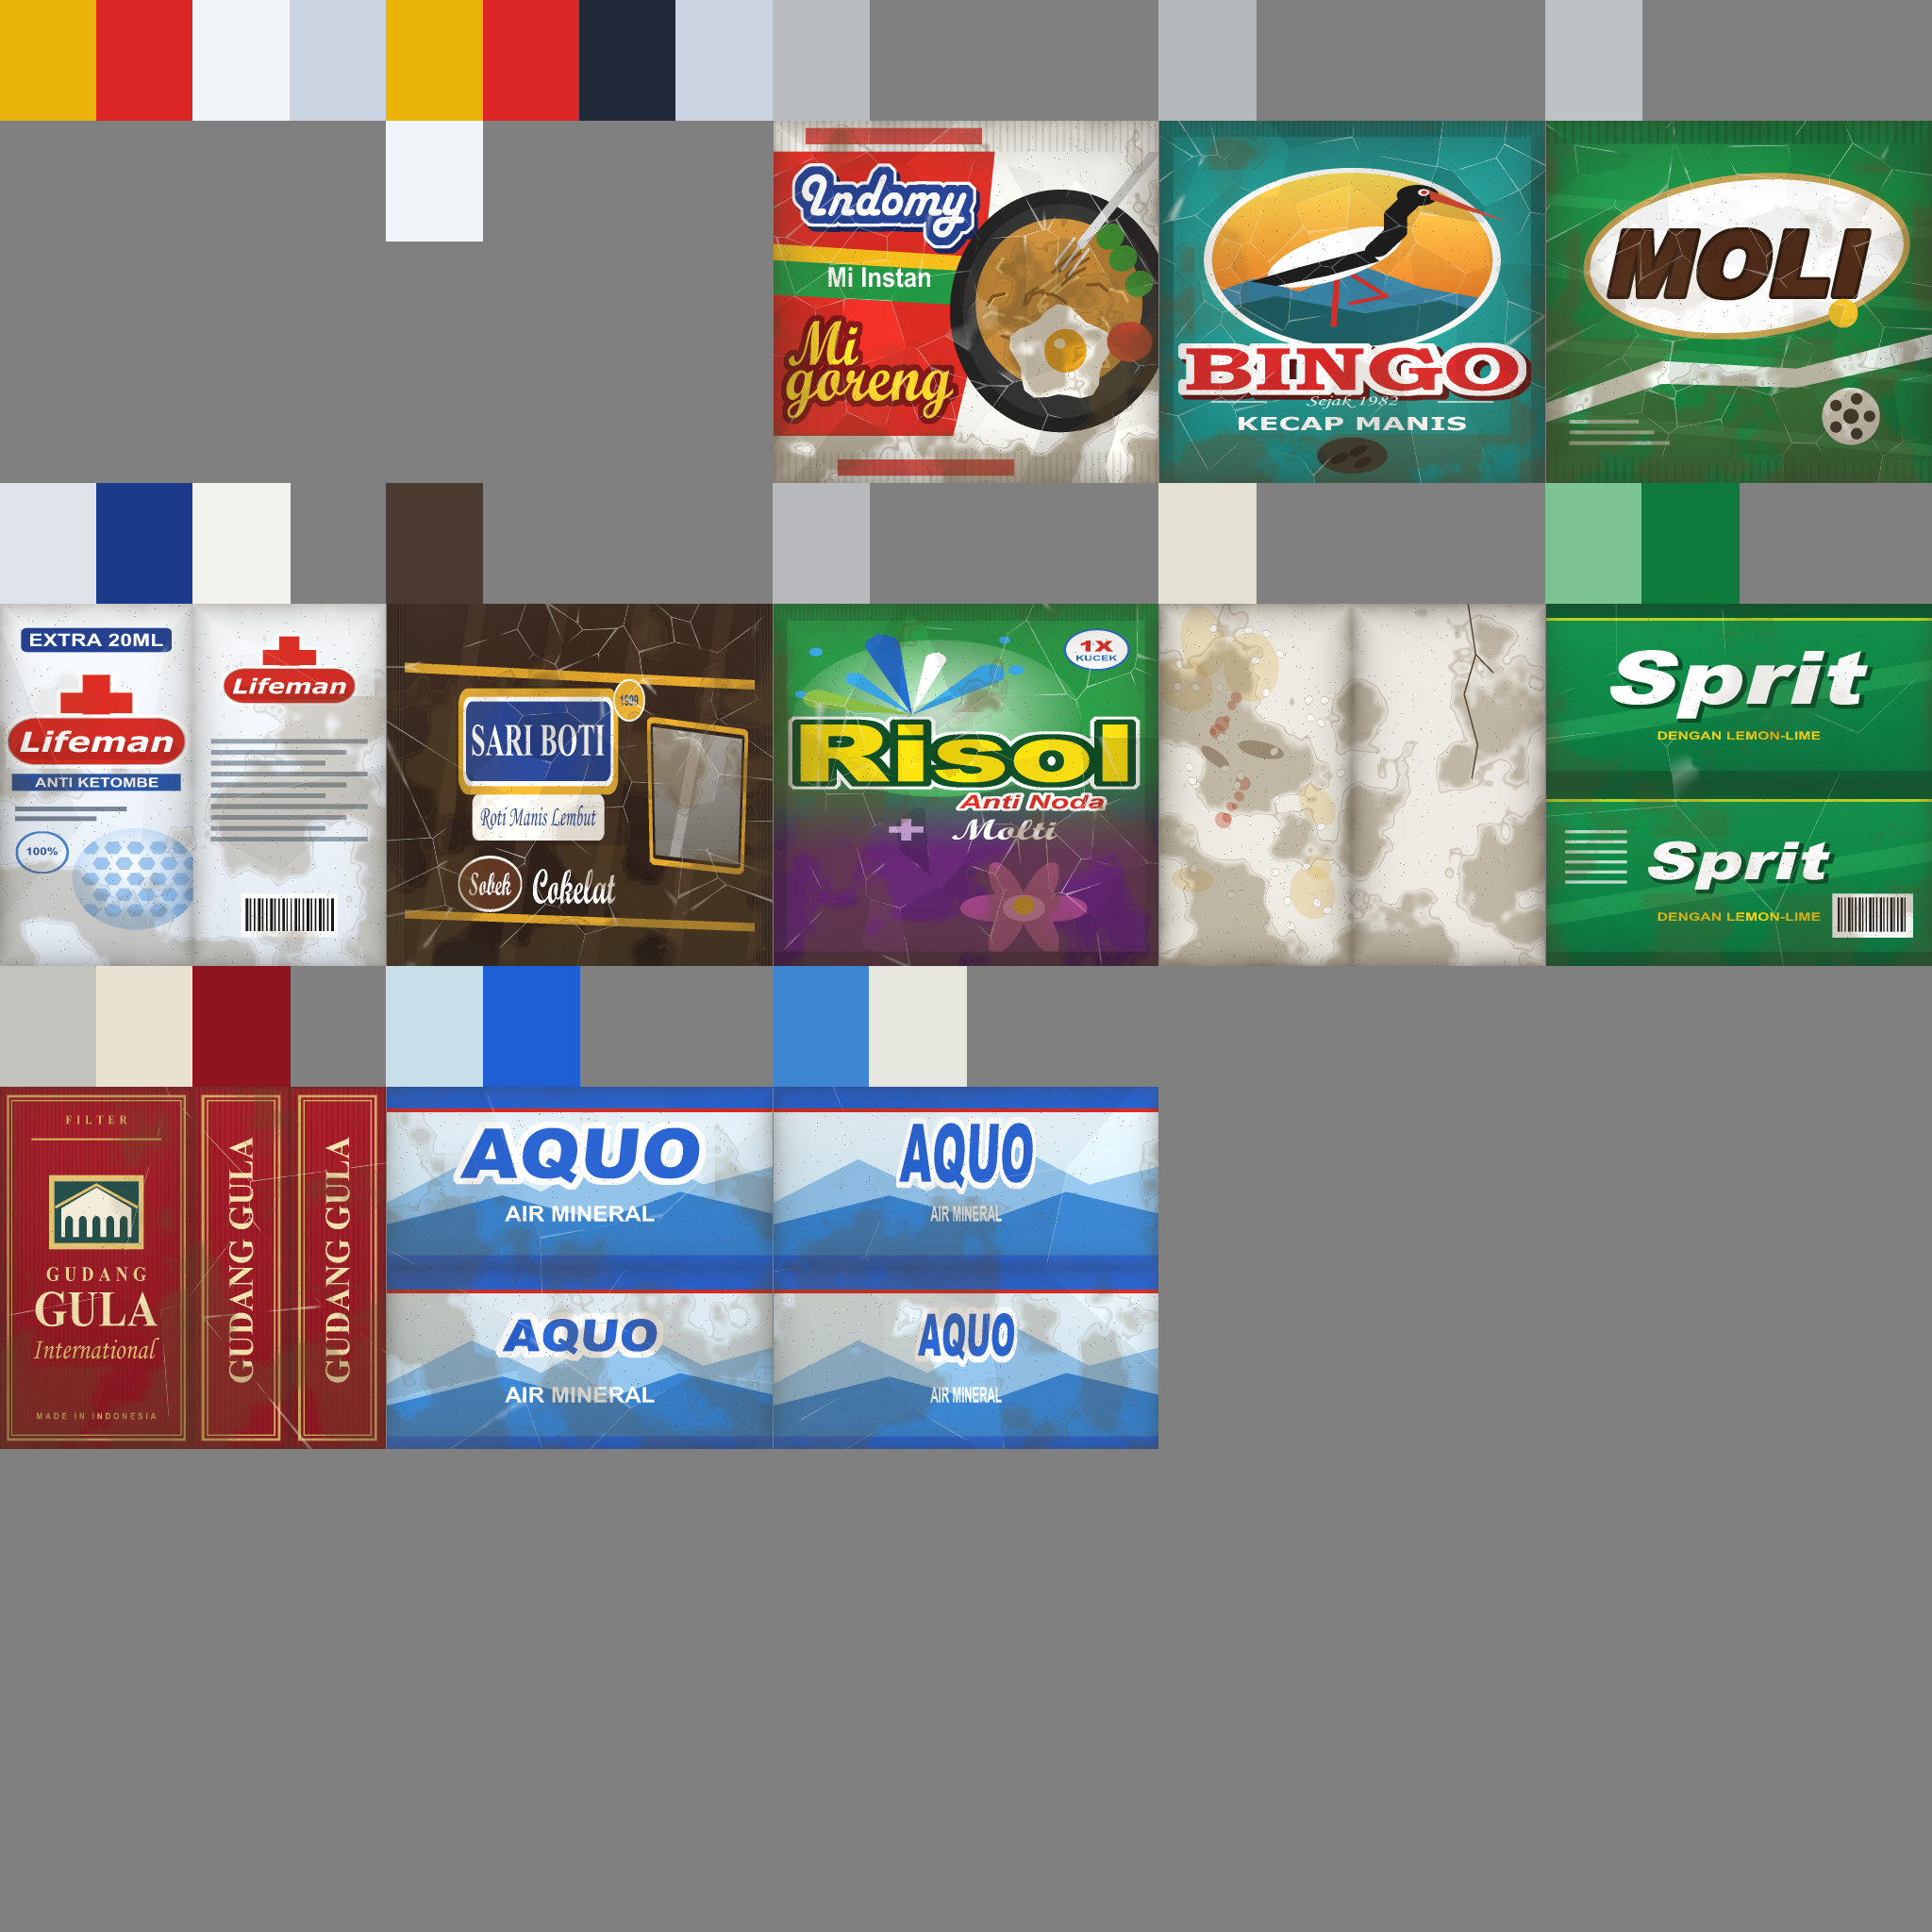 Indomy
Mi Instan
Mi
goreng
BINGO
Sejak 1982
KECAP MANIS
MOLI
EXTRA 20ML
Lifeman
ANTI KETOMBE
100%
Lifeman
SARI BOTI
Roti Manis Lembut
Sobek
Cokelat
1X
KUCEK
Risol
Anti Noda
Molti
Sprit
DENGAN LEMON-LIME
Sprit
DENGAN LEMON-LIME
FILTER
GUDANG
GULA
International
MADE IN INDONESIA
GUDANG GULA
GUDANG GULA
AQUO
AIR MINERAL
AQUO
AIR MINERAL
AQUO
AIR MINERAL
AQUO
AIR MINERAL